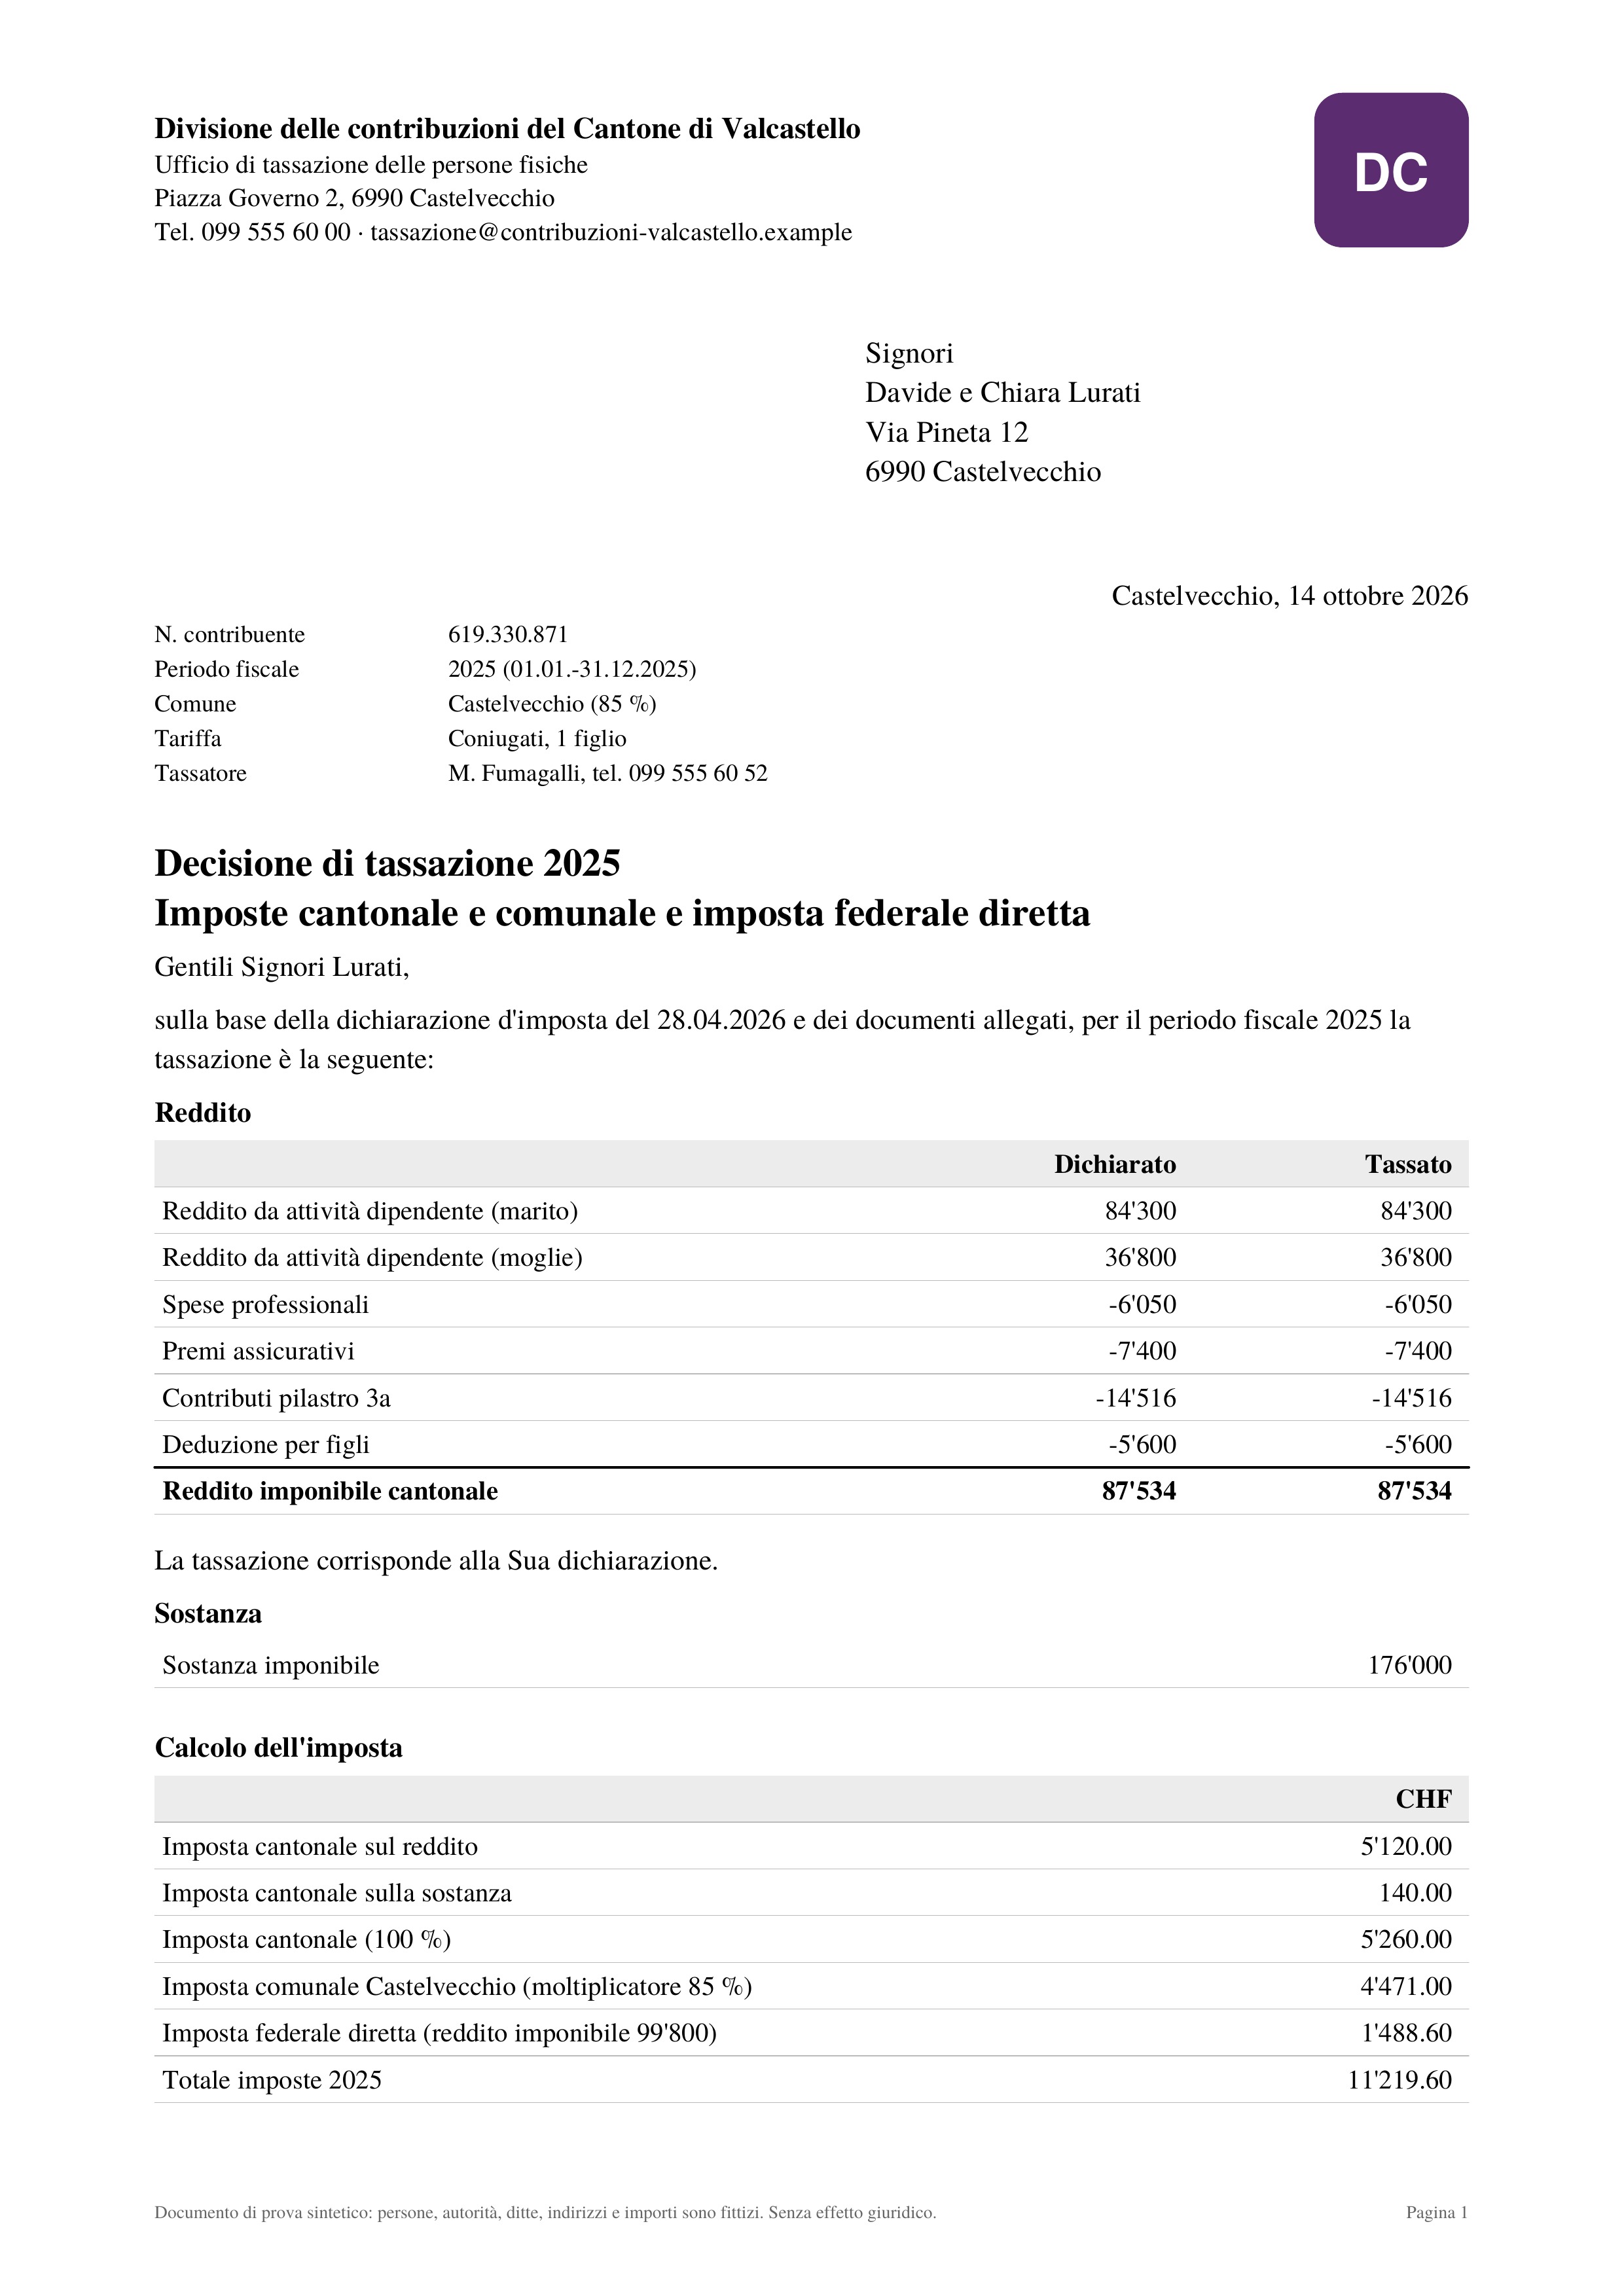 Divisione delle contribuzioni del Cantone di Valcastello
Ufficio di tassazione delle persone fisiche
Piazza Governo 2, 6990 Castelvecchio
Tel. 099 555 60 00 · tassazione@contribuzioni-valcastello.example
DC
Signori
Davide e Chiara Lurati
Via Pineta 12
6990 Castelvecchio
Castelvecchio, 14 ottobre 2026
N. contribuente 619.330.871
Periodo fiscale 2025 (01.01.-31.12.2025)
Comune Castelvecchio (85 %)
Tariffa Coniugati, 1 figlio
Tassatore M. Fumagalli, tel. 099 555 60 52
Decisione di tassazione 2025
Imposte cantonale e comunale e imposta federale diretta
Gentili Signori Lurati,
sulla base della dichiarazione d'imposta del 28.04.2026 e dei documenti allegati, per il periodo fiscale 2025 la
tassazione è la seguente:
Reddito
Dichiarato Tassato
Reddito da attività dipendente (marito) 84'300 84'300
Reddito da attività dipendente (moglie) 36'800 36'800
Spese professionali -6'050 -6'050
Premi assicurativi -7'400 -7'400
Contributi pilastro 3a -14'516 -14'516
Deduzione per figli -5'600 -5'600
Reddito imponibile cantonale 87'534 87'534
La tassazione corrisponde alla Sua dichiarazione.
Sostanza
Sostanza imponibile 176'000
Calcolo dell'imposta
CHF
Imposta cantonale sul reddito 5'120.00
Imposta cantonale sulla sostanza 140.00
Imposta cantonale (100 %) 5'260.00
Imposta comunale Castelvecchio (moltiplicatore 85 %) 4'471.00
Imposta federale diretta (reddito imponibile 99'800) 1'488.60
Totale imposte 2025 11'219.60
Documento di prova sintetico: persone, autorità, ditte, indirizzi e importi sono fittizi. Senza effetto giuridico. Pagina 1